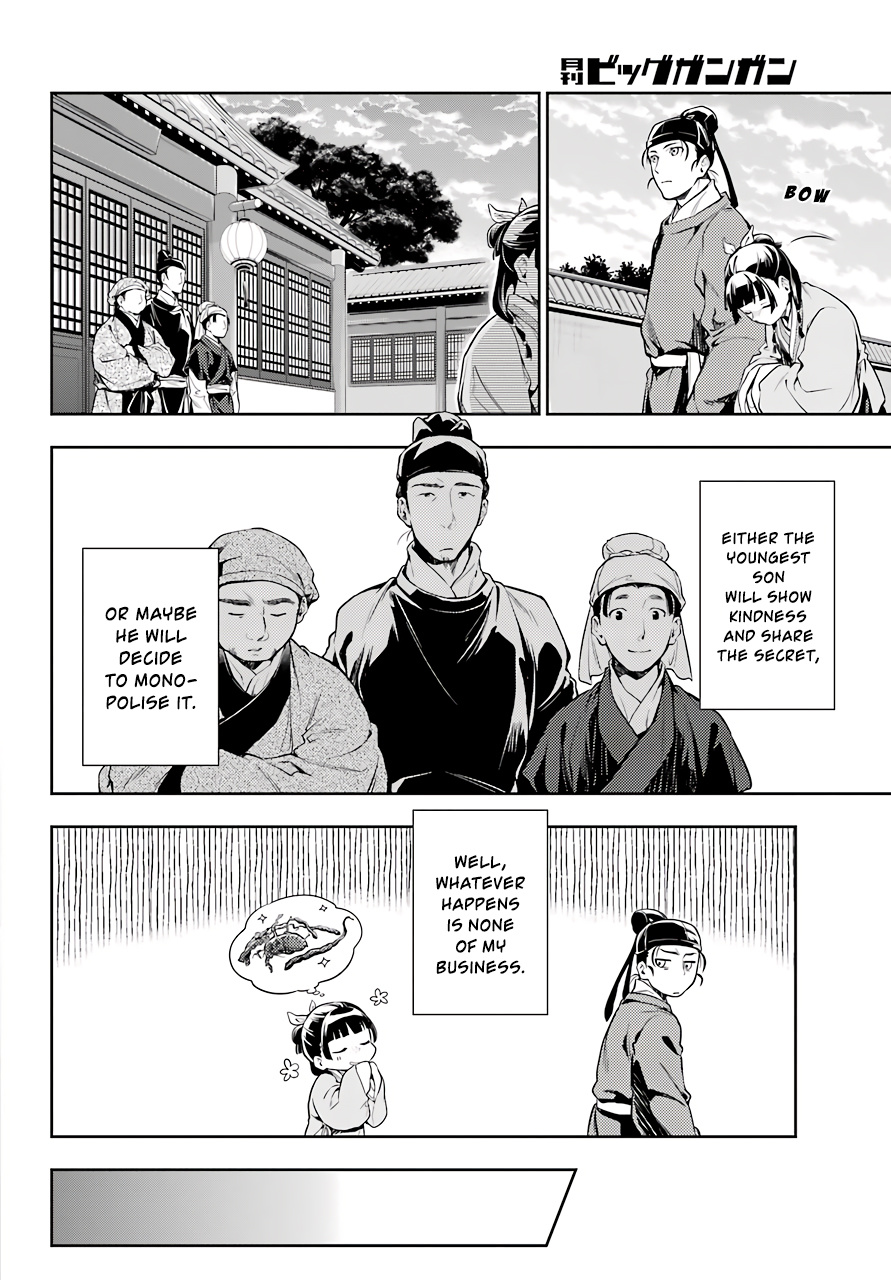 月刊ビッグガンガン
BOW
EITHER THE
YOUNGEST
SON
WILL SHOW
KINDNESS
AND SHARE
THE SECRET,
OR MAYBE
HE WILL
DECIDE
TO MONO-
POLISE IT.
WELL,
WHATEVER
HAPPENS
IS NONE
OF MY
BUSINESS.